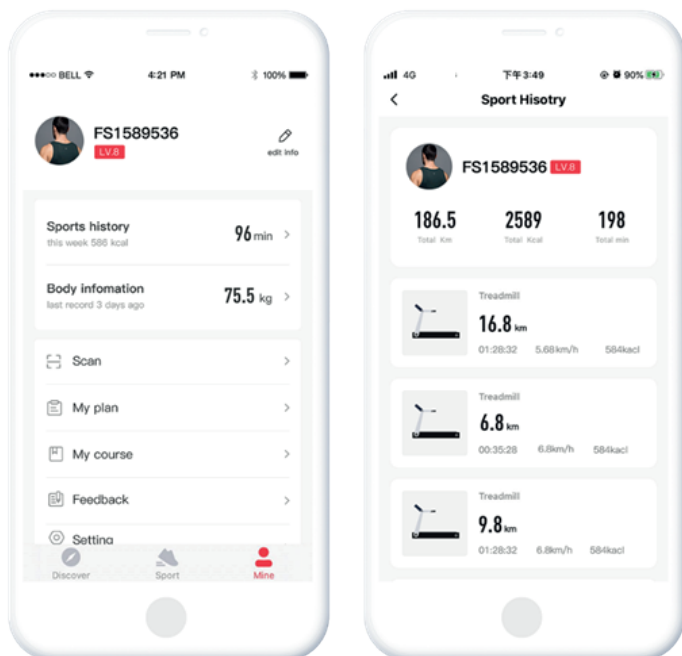 BELL 4:21 PM 100%
FS1589536
LV.8
edit Info
Sports history
this week 586 kcal
96 min
Body infomation
last record 3 days ago
75.5 kg
Scan
My plan
My course
Feedback
Setting
Discover Sport Mine
4G 下午3:49 90%
Sport Hisotry
FS1589536 LV.8
186.5 2589 198
Total Km Total Kcal Total min
Treadmill
16.8 km
01:28:32 5.68km/h 584kacl
Treadmill
6.8 km
00:35:28 6.8km/h 584kacl
Treadmill
9.8 km
01:28:32 6.8km/h 584kacl